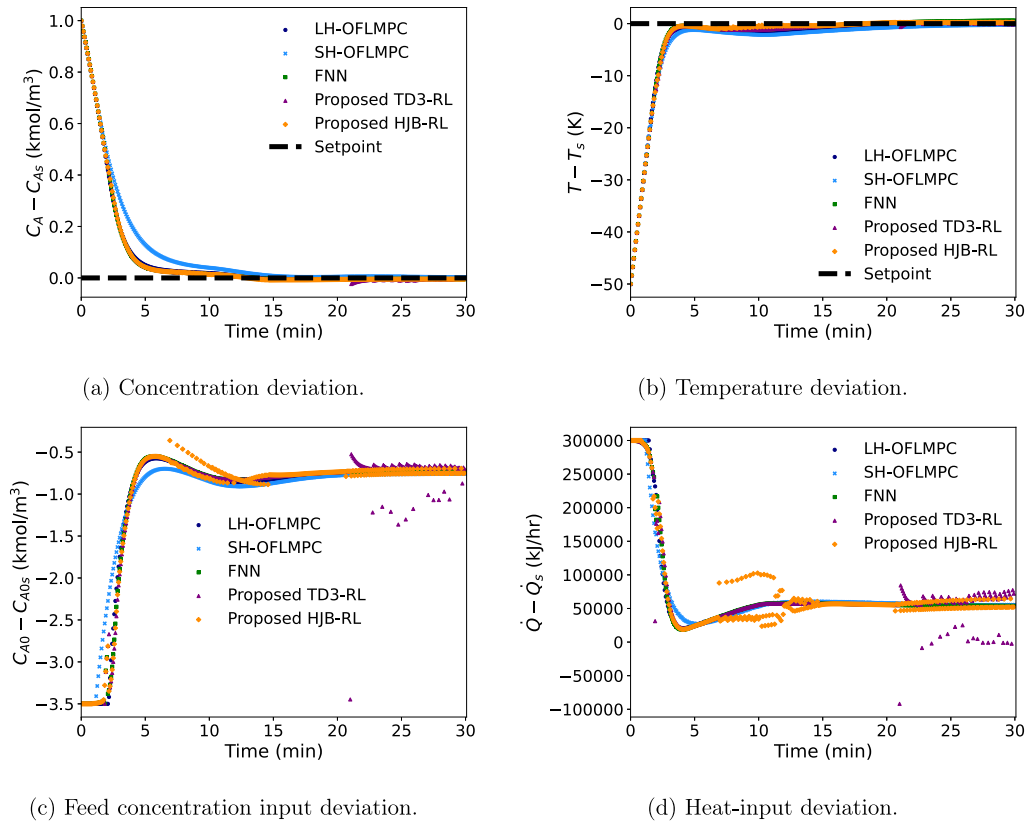 1.0
0.8
0.6
0.4
0.2
0.0
C_A − C_As (kmol/m³)
0 5 10 15 20 25 30
Time (min)
LH-OFLMPC
SH-OFLMPC
FNN
Proposed TD3-RL
Proposed HJB-RL
Setpoint
(a) Concentration deviation.
0
−10
−20
−30
−40
−50
T − T_s (K)
0 5 10 15 20 25 30
Time (min)
LH-OFLMPC
SH-OFLMPC
FNN
Proposed TD3-RL
Proposed HJB-RL
Setpoint
(b) Temperature deviation.
−0.5
−1.0
−1.5
−2.0
−2.5
−3.0
−3.5
C_A0 − C_A0s (kmol/m³)
0 5 10 15 20 25 30
Time (min)
LH-OFLMPC
SH-OFLMPC
FNN
Proposed TD3-RL
Proposed HJB-RL
(c) Feed concentration input deviation.
300000
250000
200000
150000
100000
50000
0
−50000
−100000
Q̇ − Q̇_s (kJ/hr)
0 5 10 15 20 25 30
Time (min)
LH-OFLMPC
SH-OFLMPC
FNN
Proposed TD3-RL
Proposed HJB-RL
(d) Heat-input deviation.